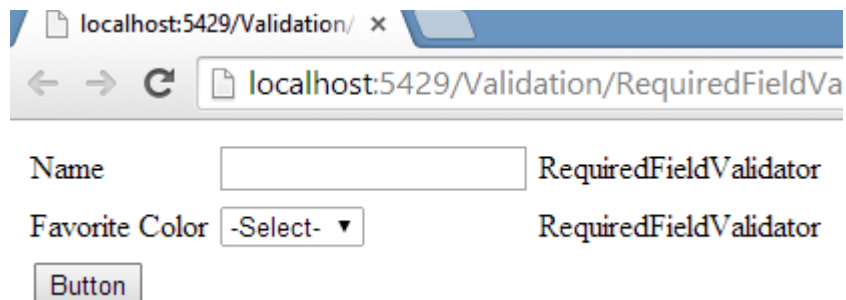 localhost:5429/Validation/
localhost:5429/Validation/RequiredFieldVa
Name RequiredFieldValidator
Favorite Color -Select- RequiredFieldValidator
Button